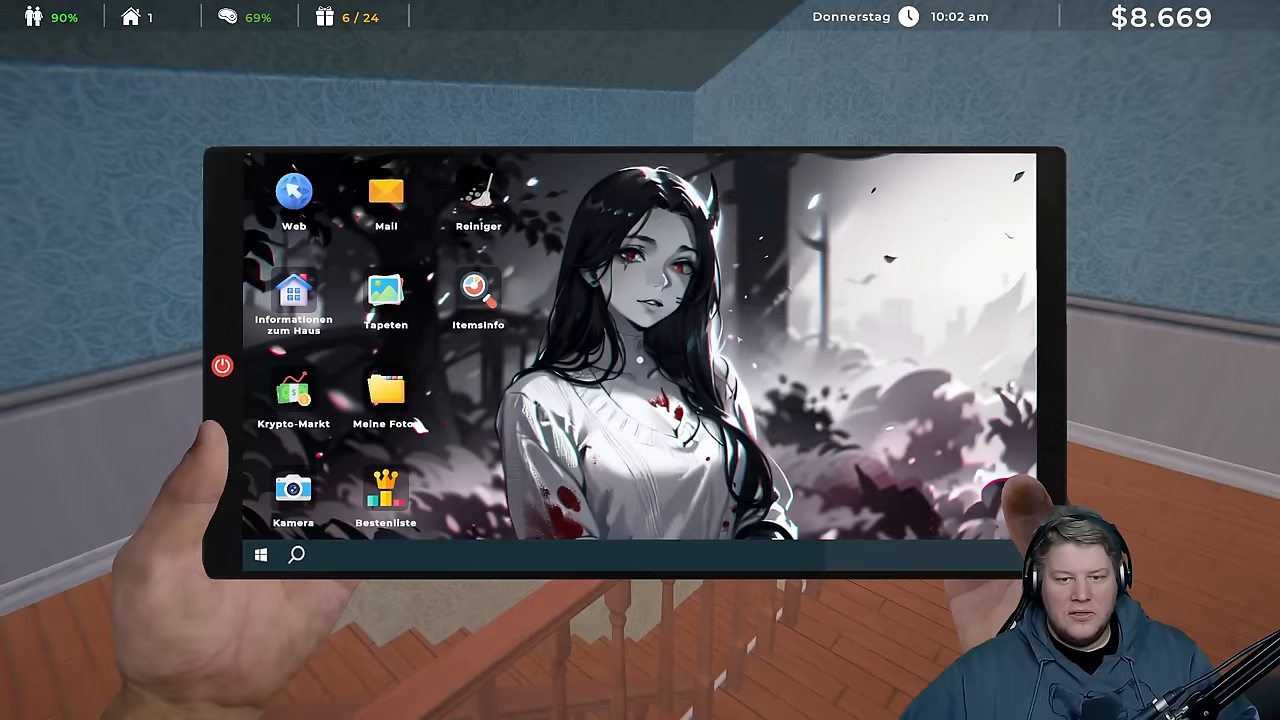 90%
1
69%
6 / 24
Donnerstag
10:02 am
$8.669
Web
Mail
Reiniger
Informationen
zum Haus
Tapeten
ItemsInfo
Krypto-Markt
Meine Foto
Kamera
Bestenliste